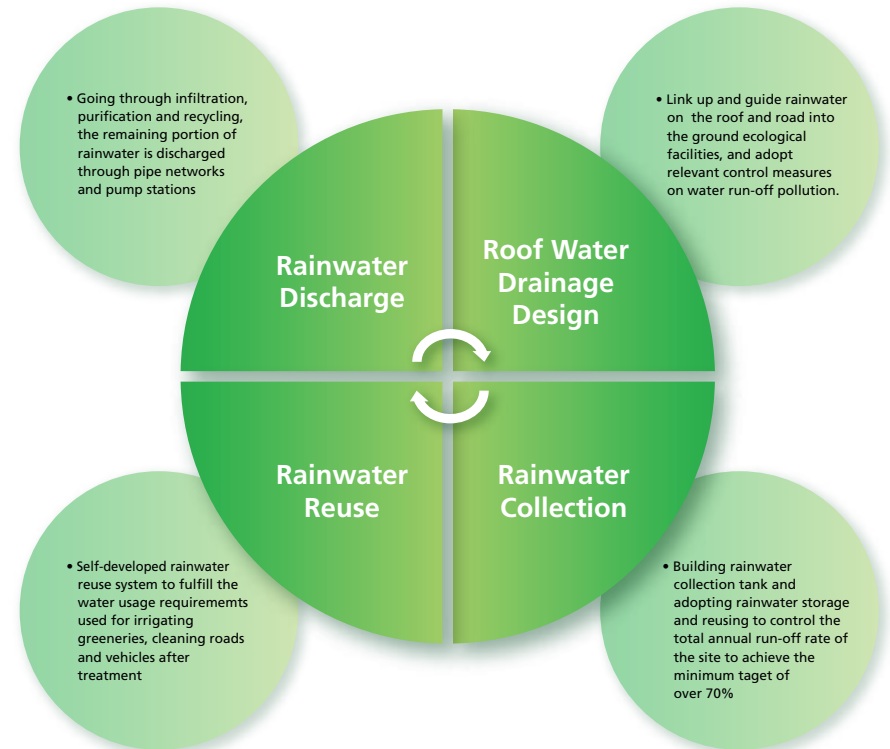 • Going through infiltration,
purification and recycling,
the remaining portion of
rainwater is discharged
through pipe networks
and pump stations
• Link up and guide rainwater
on the roof and road into
the ground ecological
facilities, and adopt
relevant control measures
on water run-off pollution.
Rainwater
Discharge
Roof Water
Drainage
Design
Rainwater
Reuse
Rainwater
Collection
• Self-developed rainwater
reuse system to fulfill the
water usage requirememts
used for irrigating
greeneries, cleaning roads
and vehicles after
treatment
• Building rainwater
collection tank and
adopting rainwater storage
and reusing to control the
total annual run-off rate of
the site to achieve the
minimum taget of
over 70%